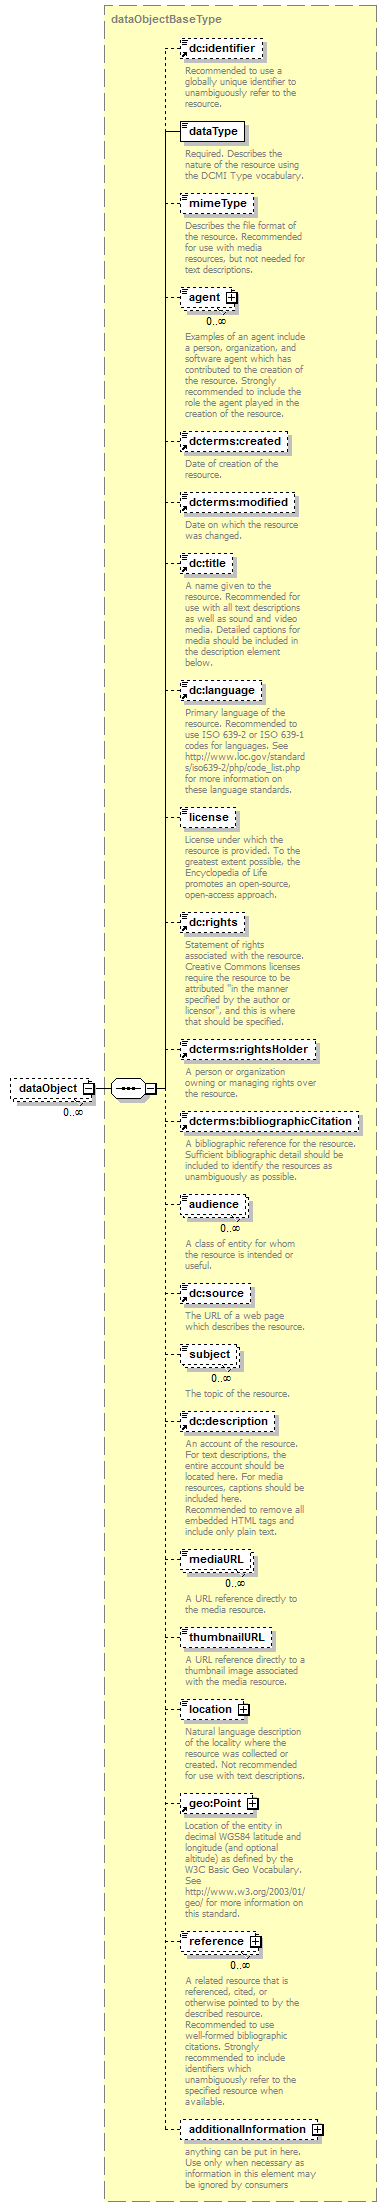 dataObjectBaseType
dc:identifier
Recommended to use a
globally unique identifier to
unambiguously refer to the
resource.
dataType
Required. Describes the
nature of the resource using
the DCMI Type vocabulary.
mimeType
Describes the file format of
the resource. Recommended
for use with media
resources, but not needed for
text descriptions.
agent
0..∞
Examples of an agent include
a person, organization, and
software agent which has
contributed to the creation of
the resource. Strongly
recommended to include the
role the agent played in the
creation of the resource.
dcterms:created
Date of creation of the
resource.
dcterms:modified
Date on which the resource
was changed.
dc:title
A name given to the
resource. Recommended for
use with all text descriptions
as well as sound and video
media. Detailed captions for
media should be included in
the description element
below.
dc:language
Primary language of the
resource. Recommended to
use ISO 639-2 or ISO 639-1
codes for languages. See
http://www.loc.gov/standard
s/iso639-2/php/code_list.php
for more information on
these language standards.
license
License under which the
resource is provided. To the
greatest extent possible, the
Encyclopedia of Life
promotes an open-source,
open-access approach.
dc:rights
Statement of rights
associated with the resource.
Creative Commons licenses
require the resource to be
attributed "in the manner
specified by the author or
licensor", and this is where
that should be specified.
dcterms:rightsHolder
A person or organization
owning or managing rights over
the resource.
dataObject
0..∞
dcterms:bibliographicCitation
A bibliographic reference for the resource.
Sufficient bibliographic detail should be
included to identify the resources as
unambiguously as possible.
audience
0..∞
A class of entity for whom
the resource is intended or
useful.
dc:source
The URL of a web page
which describes the resource.
subject
0..∞
The topic of the resource.
dc:description
An account of the resource.
For text descriptions, the
entire account should be
located here. For media
resources, captions should be
included here.
Recommended to remove all
embedded HTML tags and
include only plain text.
mediaURL
0..∞
A URL reference directly to
the media resource.
thumbnailURL
A URL reference directly to a
thumbnail image associated
with the media resource.
location
Natural language description
of the locality where the
resource was collected or
created. Not recommended
for use with text descriptions.
geo:Point
Location of the entity in
decimal WGS84 latitude and
longitude (and optional
altitude) as defined by the
W3C Basic Geo Vocabulary.
See
http://www.w3.org/2003/01/
geo/ for more information on
this standard.
reference
0..∞
A related resource that is
referenced, cited, or
otherwise pointed to by the
described resource.
Recommended to use
well-formed bibliographic
citations. Strongly
recommended to include
identifiers which
unambiguously refer to the
specified resource when
available.
additionalInformation
anything can be put in here.
Use only when necessary as
information in this element may
be ignored by consumers